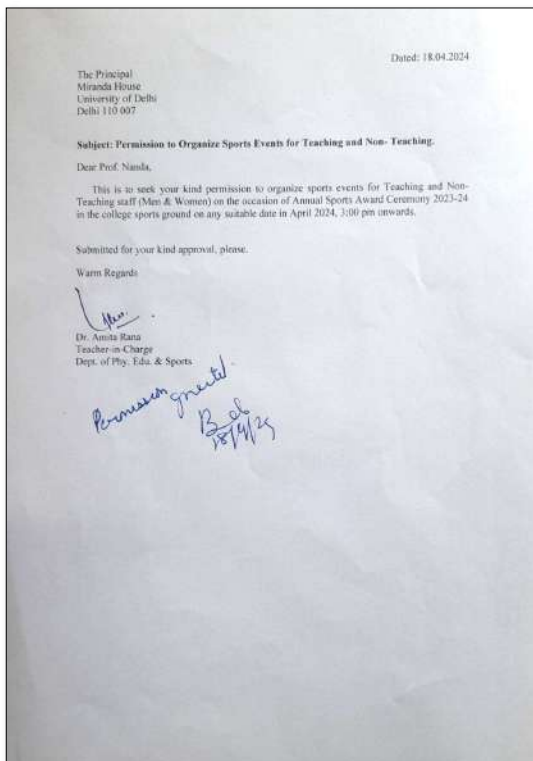 Dated: 18.04.2024
The Principal
Miranda House
University of Delhi
Delhi 110 007
Subject: Permission to Organize Sports Events for Teaching and Non- Teaching.
Dear Prof. Nanda,
This is to seek your kind permission to organize sports events for Teaching and Non-
Teaching staff (Men & Women) on the occasion of Annual Sports Award Ceremony 2023-24
in the college sports ground on any suitable date in April 2024, 3:00 pm onwards.
Submitted for your kind approval, please.
Warm Regards
Dr. Amita Rana
Teacher-in-Charge
Dept. of Phy. Edu. & Sports
Permission granted.
18/4/24